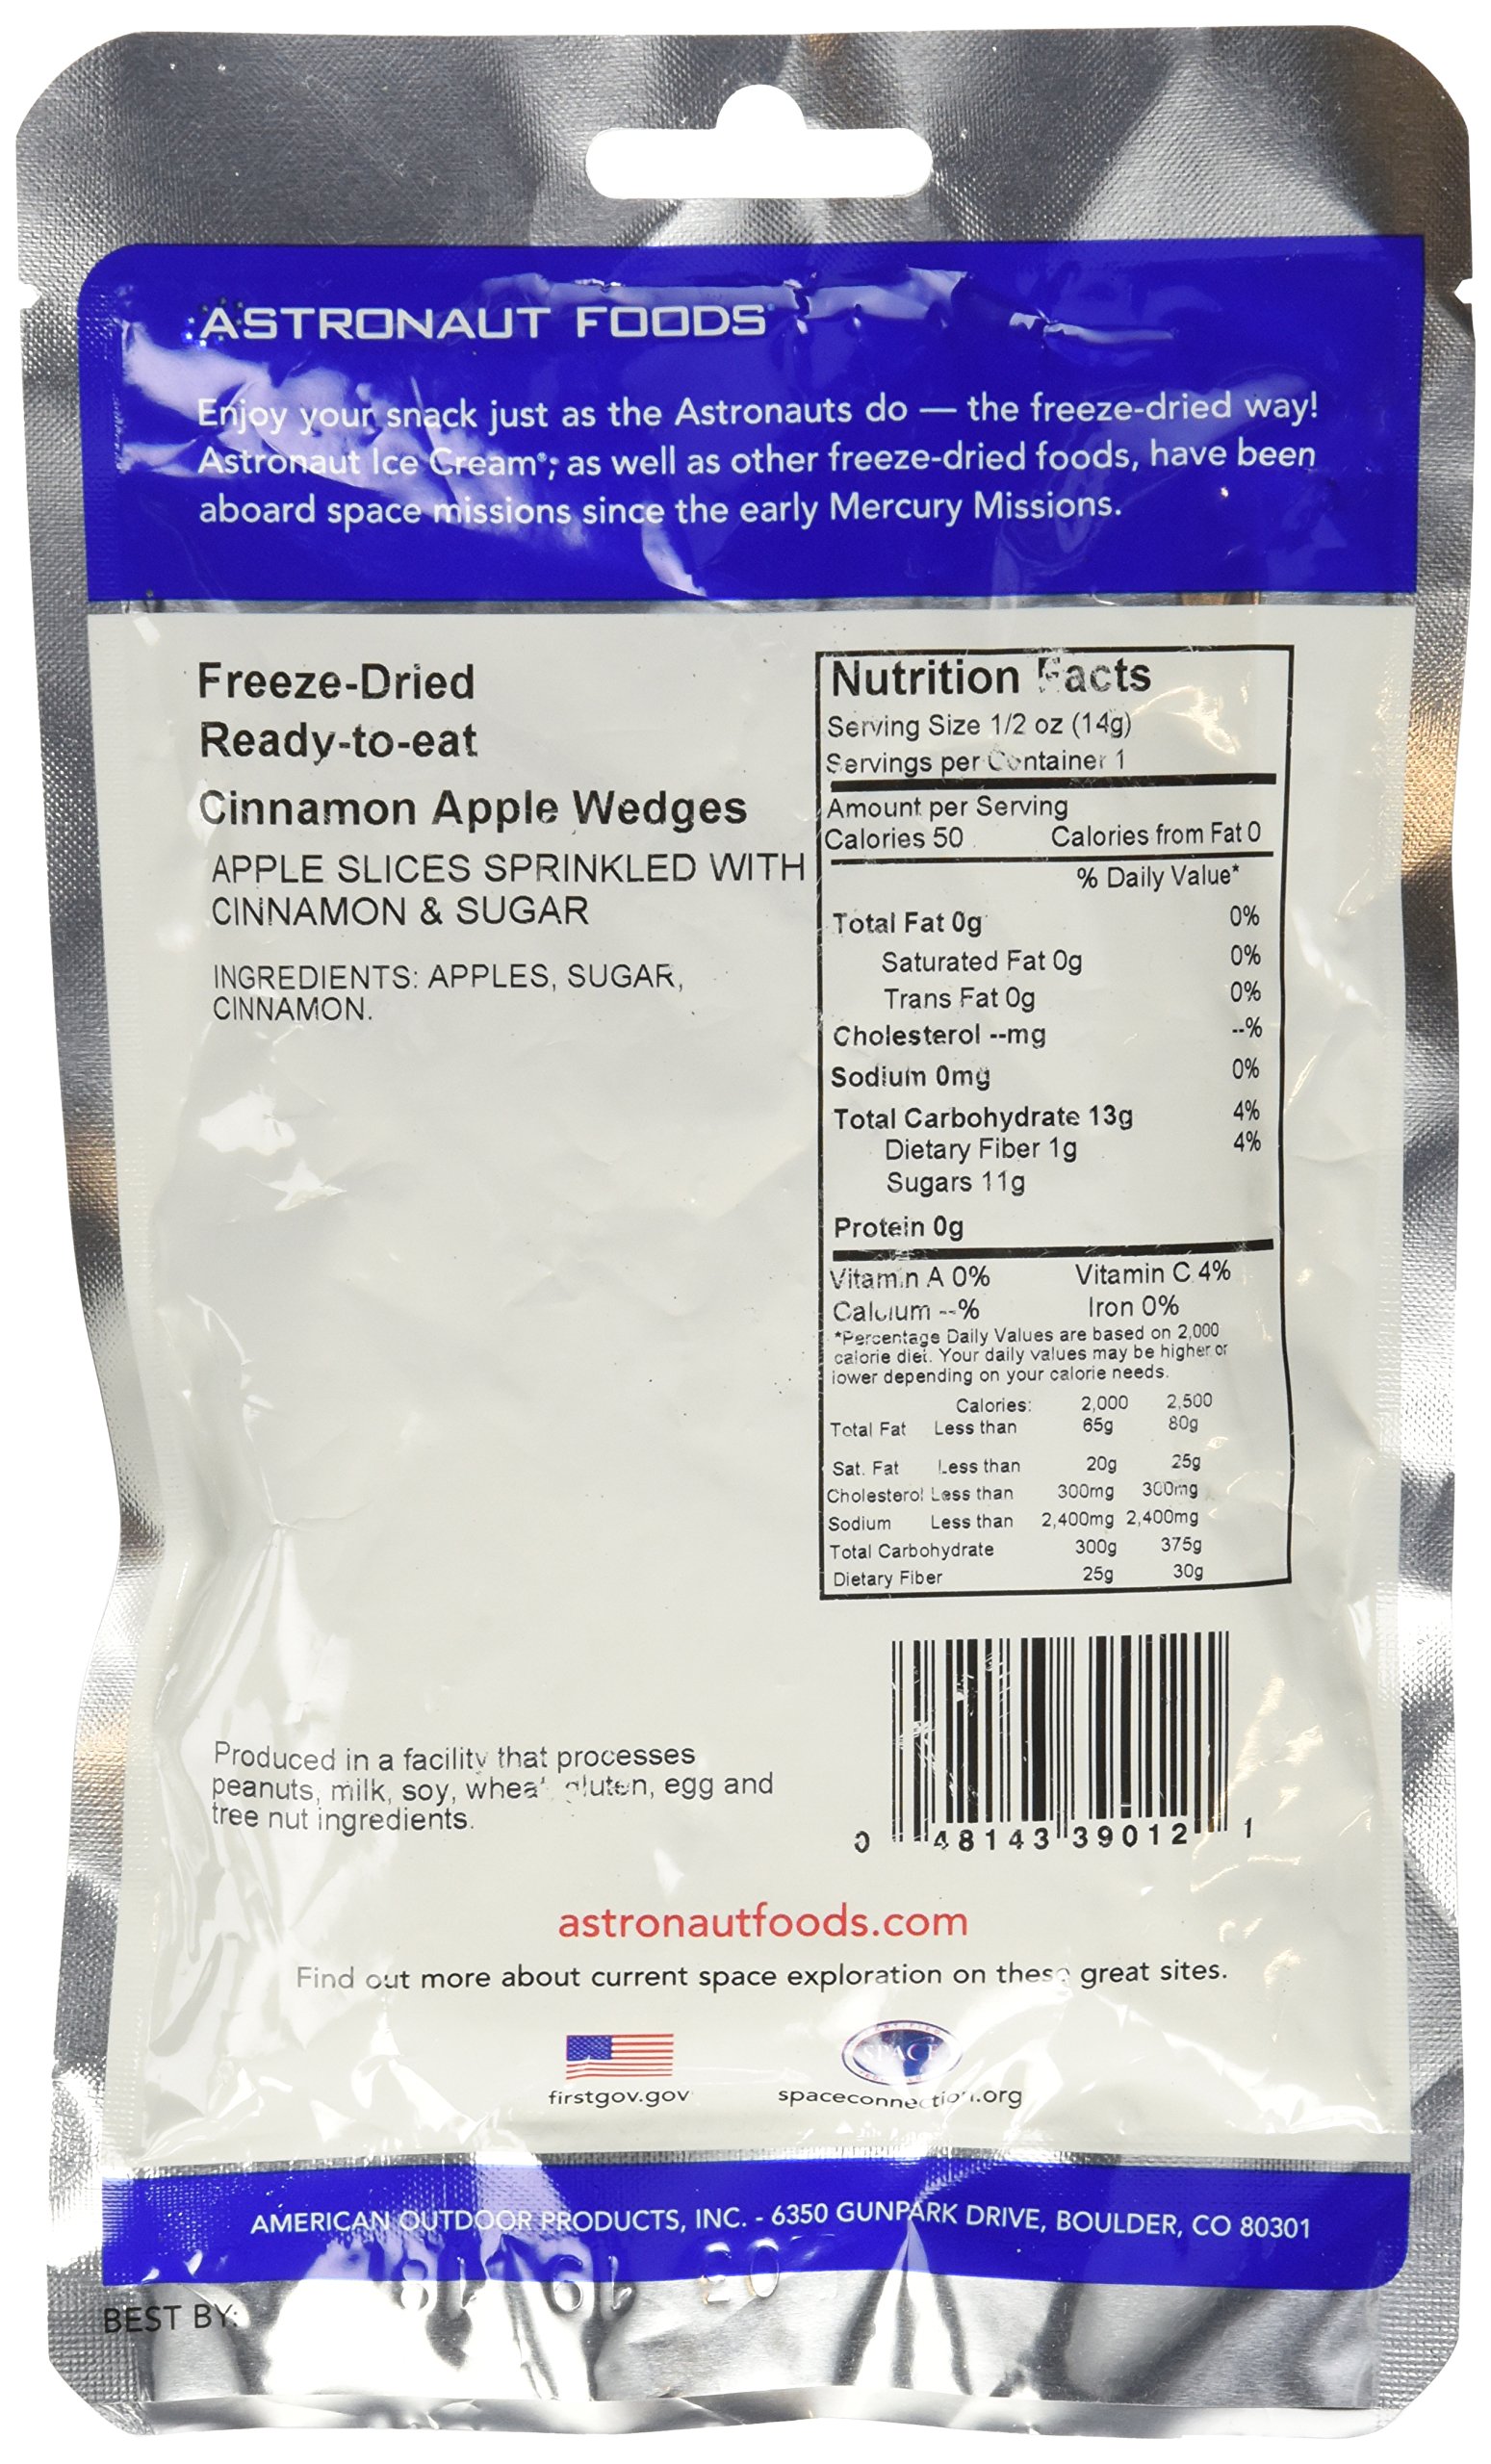 ASTRONAUT FOODS®
Enjoy your snack just as the Astronauts do — the freeze-dried way!
Astronaut Ice Cream®, as well as other freeze-dried foods, have been
aboard space missions since the early Mercury Missions.
Freeze-Dried
Ready-to-eat
Cinnamon Apple Wedges
APPLE SLICES SPRINKLED WITH
CINNAMON & SUGAR
INGREDIENTS: APPLES, SUGAR,
CINNAMON.
Nutrition Facts
Serving Size 1/2 oz (14g)
Servings per Container 1
Amount per Serving
Calories 50 Calories from Fat 0
% Daily Value*
Total Fat 0g 0%
Saturated Fat 0g 0%
Trans Fat 0g 0%
Cholesterol --mg --%
Sodium 0mg 0%
Total Carbohydrate 13g 4%
Dietary Fiber 1g 4%
Sugars 11g
Protein 0g
Vitamin A 0% Vitamin C 4%
Calcium --% Iron 0%
*Percentage Daily Values are based on 2,000
calorie diet. Your daily values may be higher or
lower depending on your calorie needs.
Calories: 2,000 2,500
Total Fat Less than 65g 80g
Sat. Fat Less than 20g 25g
Cholesterol Less than 300mg 300mg
Sodium Less than 2,400mg 2,400mg
Total Carbohydrate 300g 375g
Dietary Fiber 25g 30g
Produced in a facility that processes
peanuts, milk, soy, wheat, gluten, egg and
tree nut ingredients.
0 48143 39012 1
astronautfoods.com
Find out more about current space exploration on these great sites.
SPACE
firstgov.gov spaceconnection.org
AMERICAN OUTDOOR PRODUCTS, INC. - 6350 GUNPARK DRIVE, BOULDER, CO 80301
BEST BY: